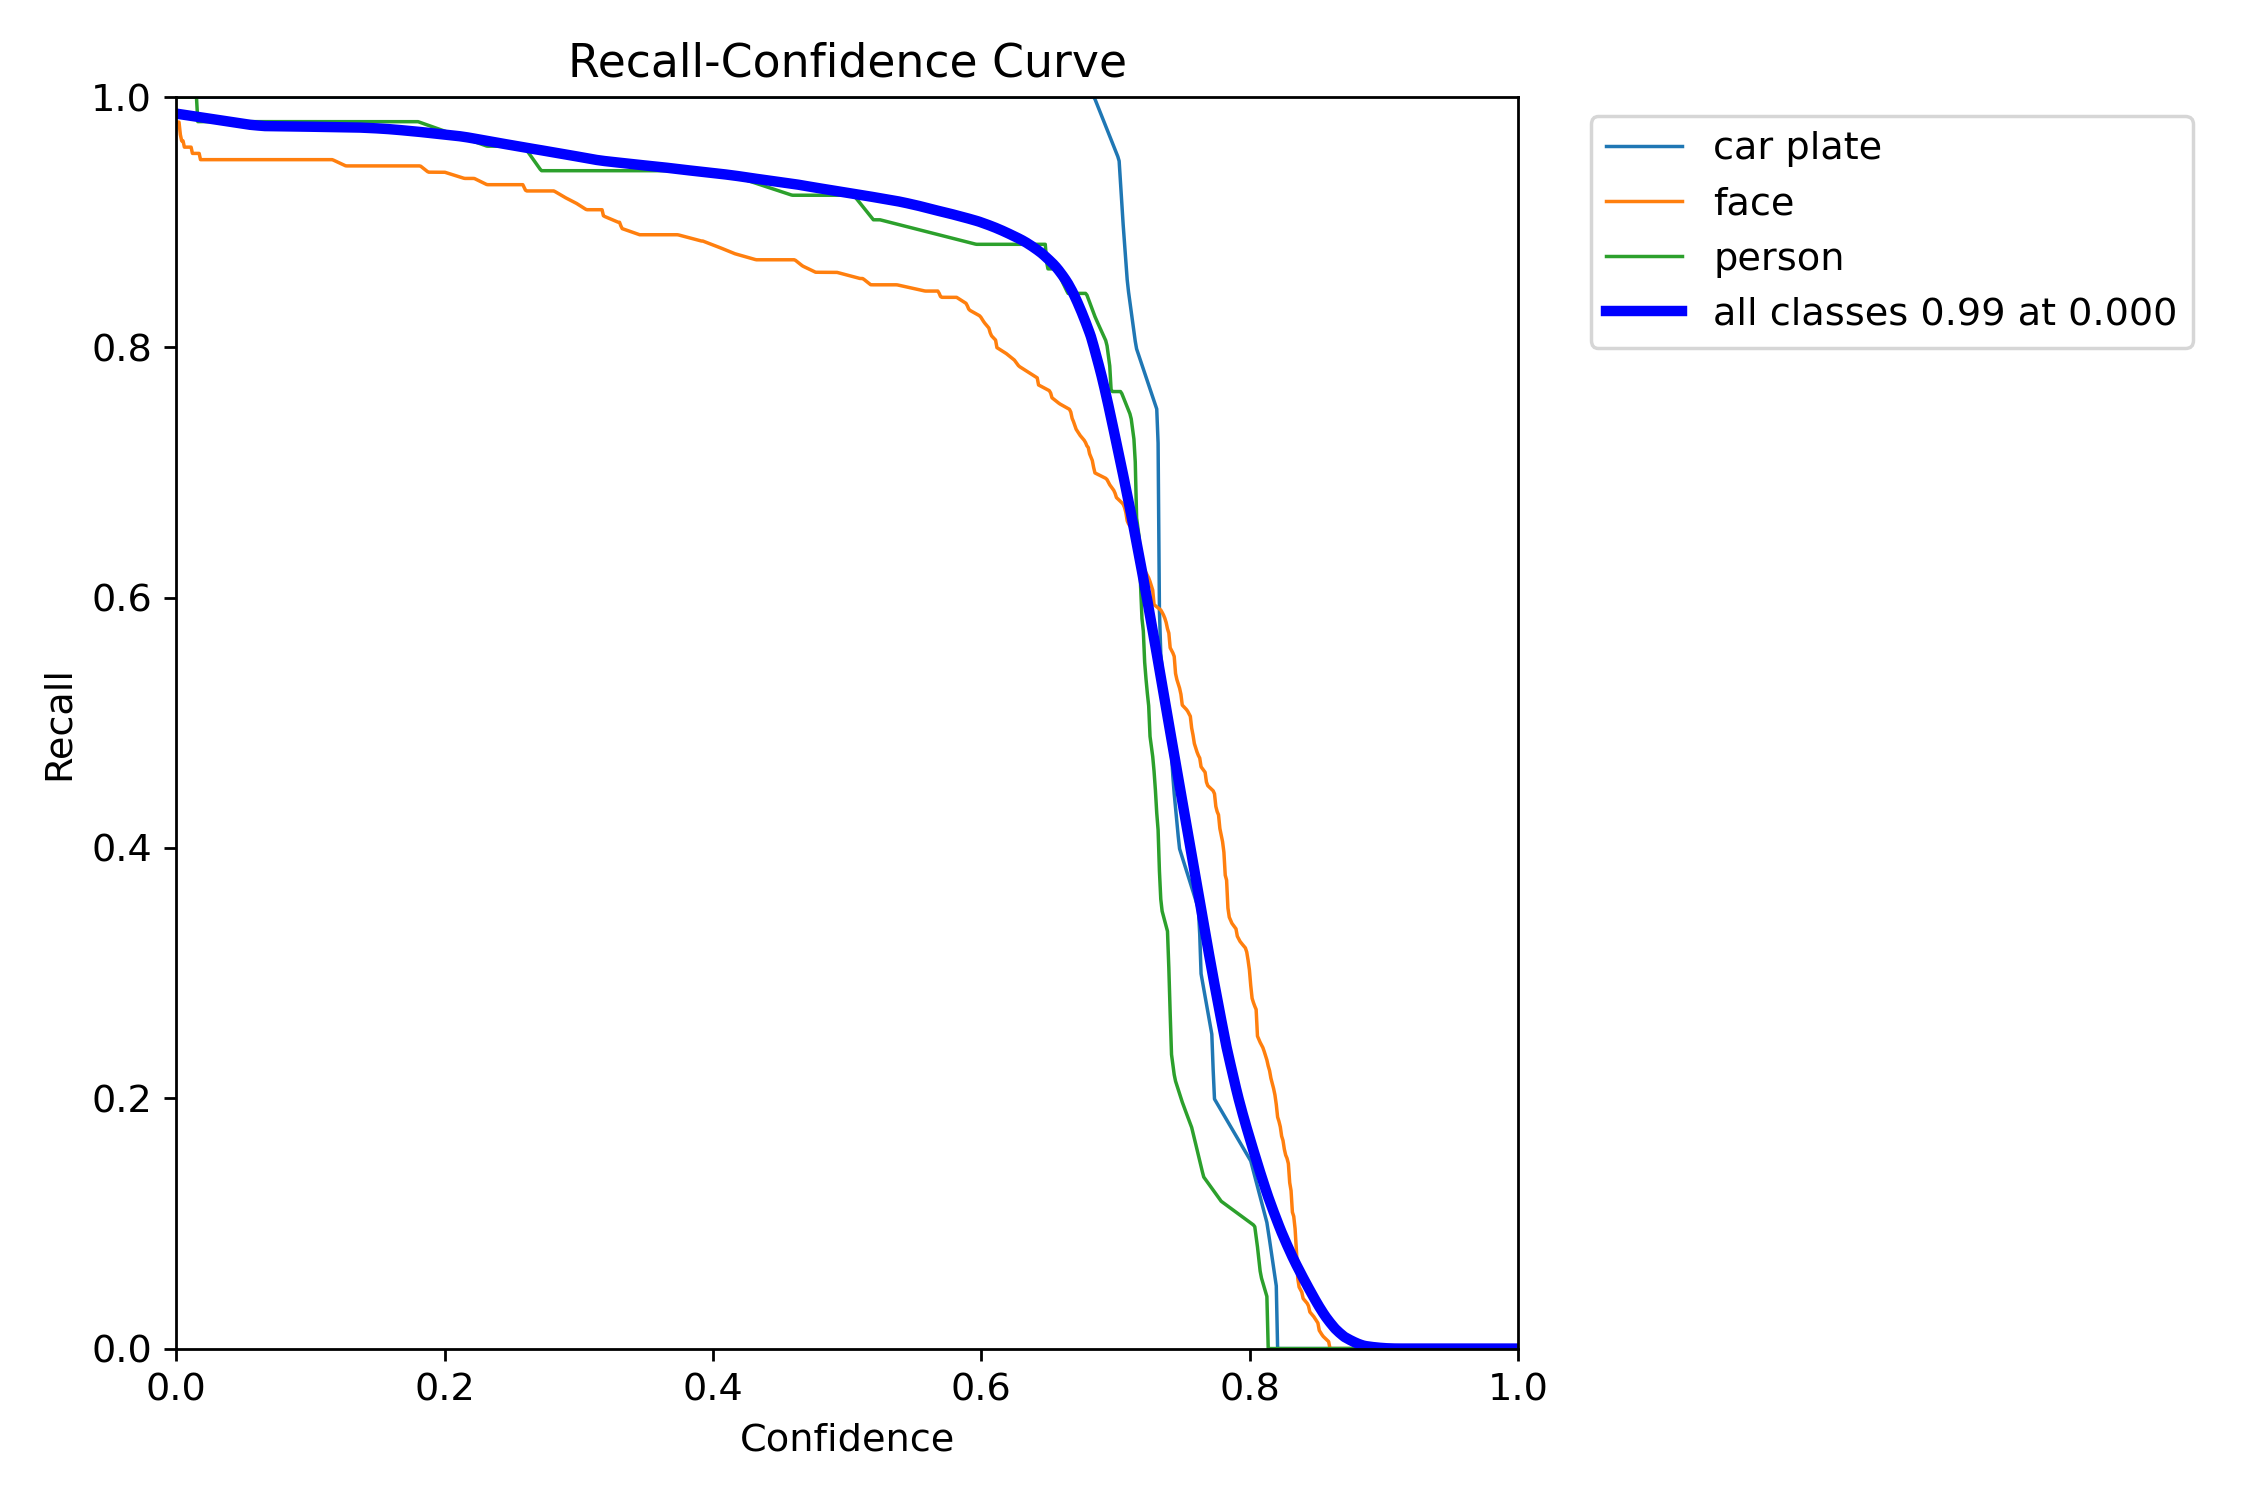 Recall-Confidence Curve
1.0
0.8
0.6
0.4
0.2
0.0
Recall
0.0 0.2 0.4 0.6 0.8 1.0
Confidence
car plate
face
person
all classes 0.99 at 0.000